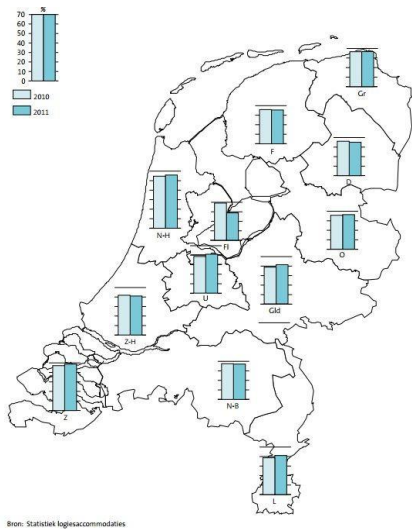 %
70
60
50
40
30
20
10
0
2010
2011
Gr
F
D
N-H
Fl
O
U
Gld
Z-H
N-B
Z
L
Bron: Statistiek logiesaccommodaties